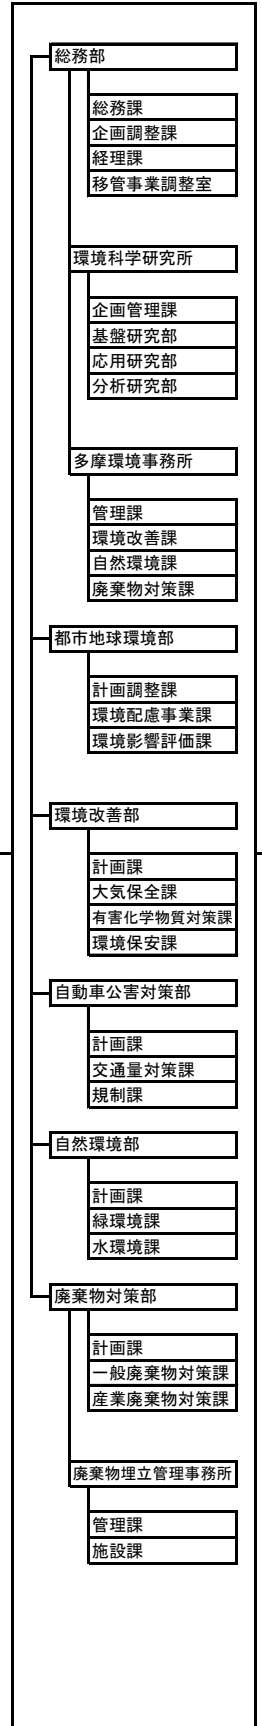 総務部
総務課
企画調整課
経理課
移管事業調整室
環境科学研究所
企画管理課
基盤研究部
応用研究部
分析研究部
多摩環境事務所
管理課
環境改善課
自然環境課
廃棄物対策課
都市地球環境部
計画調整課
環境配慮事業課
環境影響評価課
環境改善部
計画課
大気保全課
有害化学物質対策課
環境保安課
自動車公害対策部
計画課
交通量対策課
規制課
自然環境部
計画課
緑環境課
水環境課
廃棄物対策部
計画課
一般廃棄物対策課
産業廃棄物対策課
廃棄物埋立管理事務所
管理課
施設課